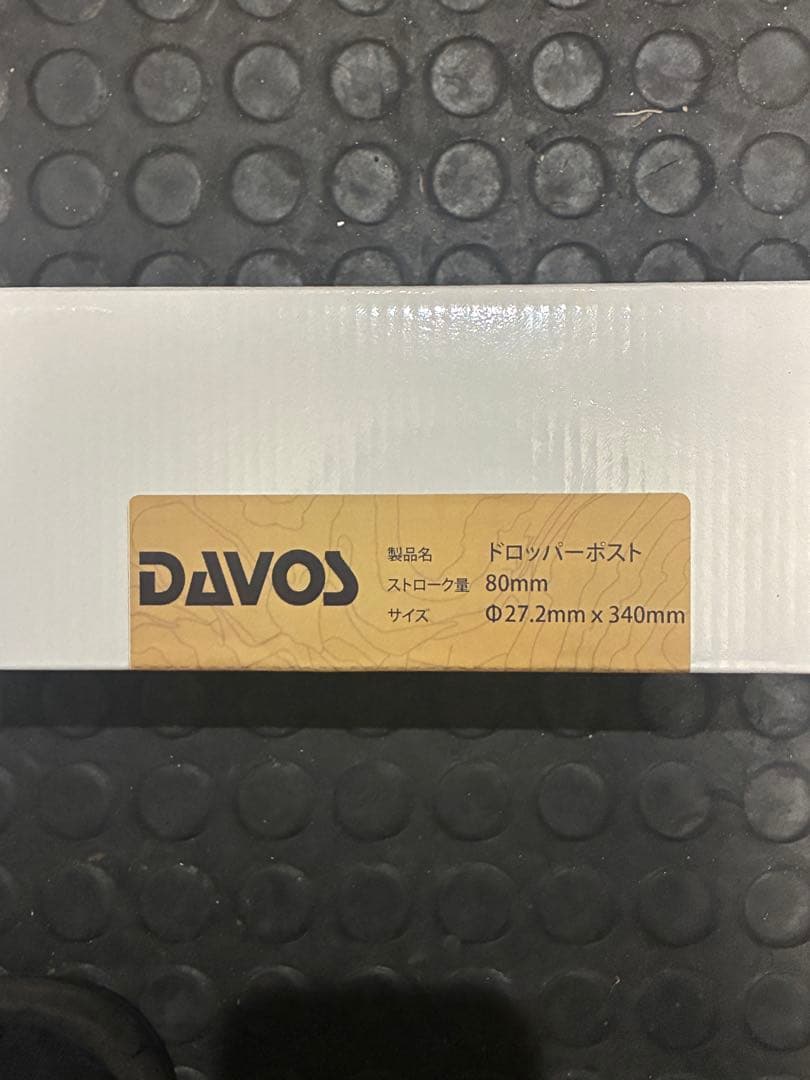 DAVOS
製品名 ドロッパーポスト
ストローク量 80mm
サイズ Φ27.2mm x 340mm